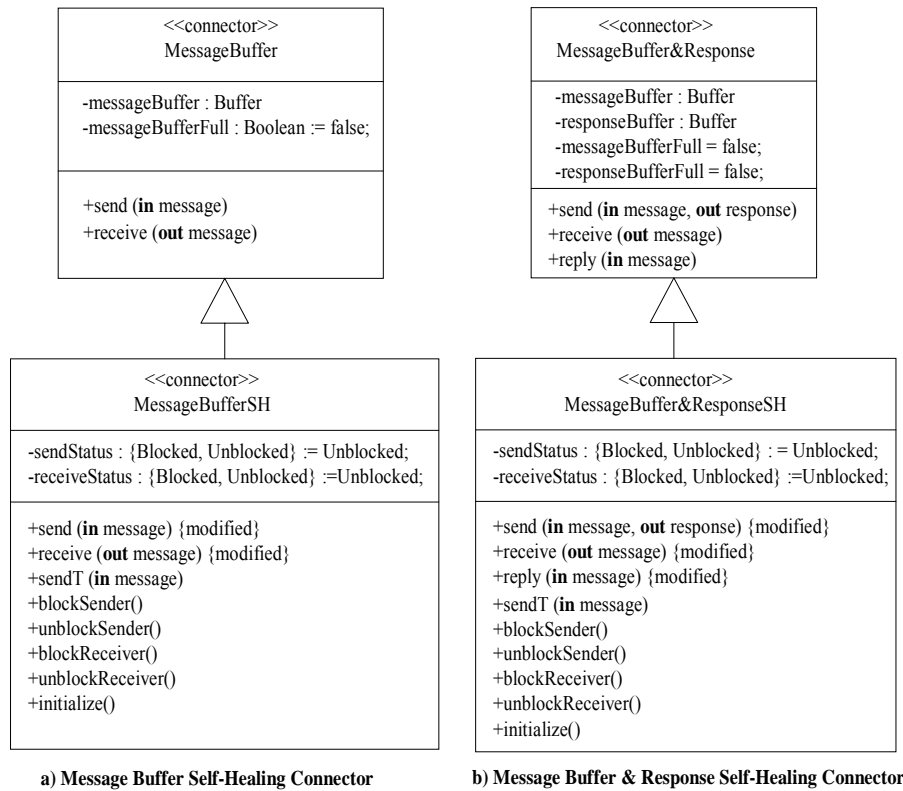 <<connector>>
MessageBuffer
-messageBuffer : Buffer
-messageBufferFull : Boolean := false;
+send (in message)
+receive (out message)
<<connector>>
MessageBufferSH
-sendStatus : {Blocked, Unblocked} := Unblocked;
-receiveStatus : {Blocked, Unblocked} :=Unblocked;
+send (in message) {modified}
+receive (out message) {modified}
+sendT (in message)
+blockSender()
+unblockSender()
+blockReceiver()
+unblockReceiver()
+initialize()
a) Message Buffer Self-Healing Connector
<<connector>>
MessageBuffer&Response
-messageBuffer : Buffer
-responseBuffer : Buffer
-messageBufferFull = false;
-responseBufferFull = false;
+send (in message, out response)
+receive (out message)
+reply (in message)
<<connector>>
MessageBuffer&ResponseSH
-sendStatus : {Blocked, Unblocked} : = Unblocked;
-receiveStatus : {Blocked, Unblocked} :=Unblocked;
+send (in message, out response) {modified}
+receive (out message) {modified}
+reply (in message) {modified}
+sendT (in message)
+blockSender()
+unblockSender()
+blockReceiver()
+unblockReceiver()
+initialize()
b) Message Buffer & Response Self-Healing Connector